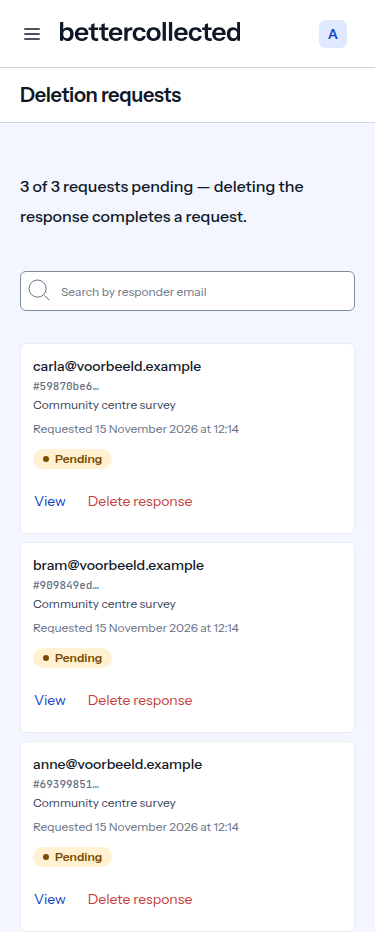 bettercollected
A
Deletion requests
3 of 3 requests pending — deleting the
response completes a request.
Search by responder email
carla@voorbeeld.example
#59870be6…
Community centre survey
Requested 15 November 2026 at 12:14
Pending
View Delete response
bram@voorbeeld.example
#909849ed…
Community centre survey
Requested 15 November 2026 at 12:14
Pending
View Delete response
anne@voorbeeld.example
#69399851…
Community centre survey
Requested 15 November 2026 at 12:14
Pending
View Delete response